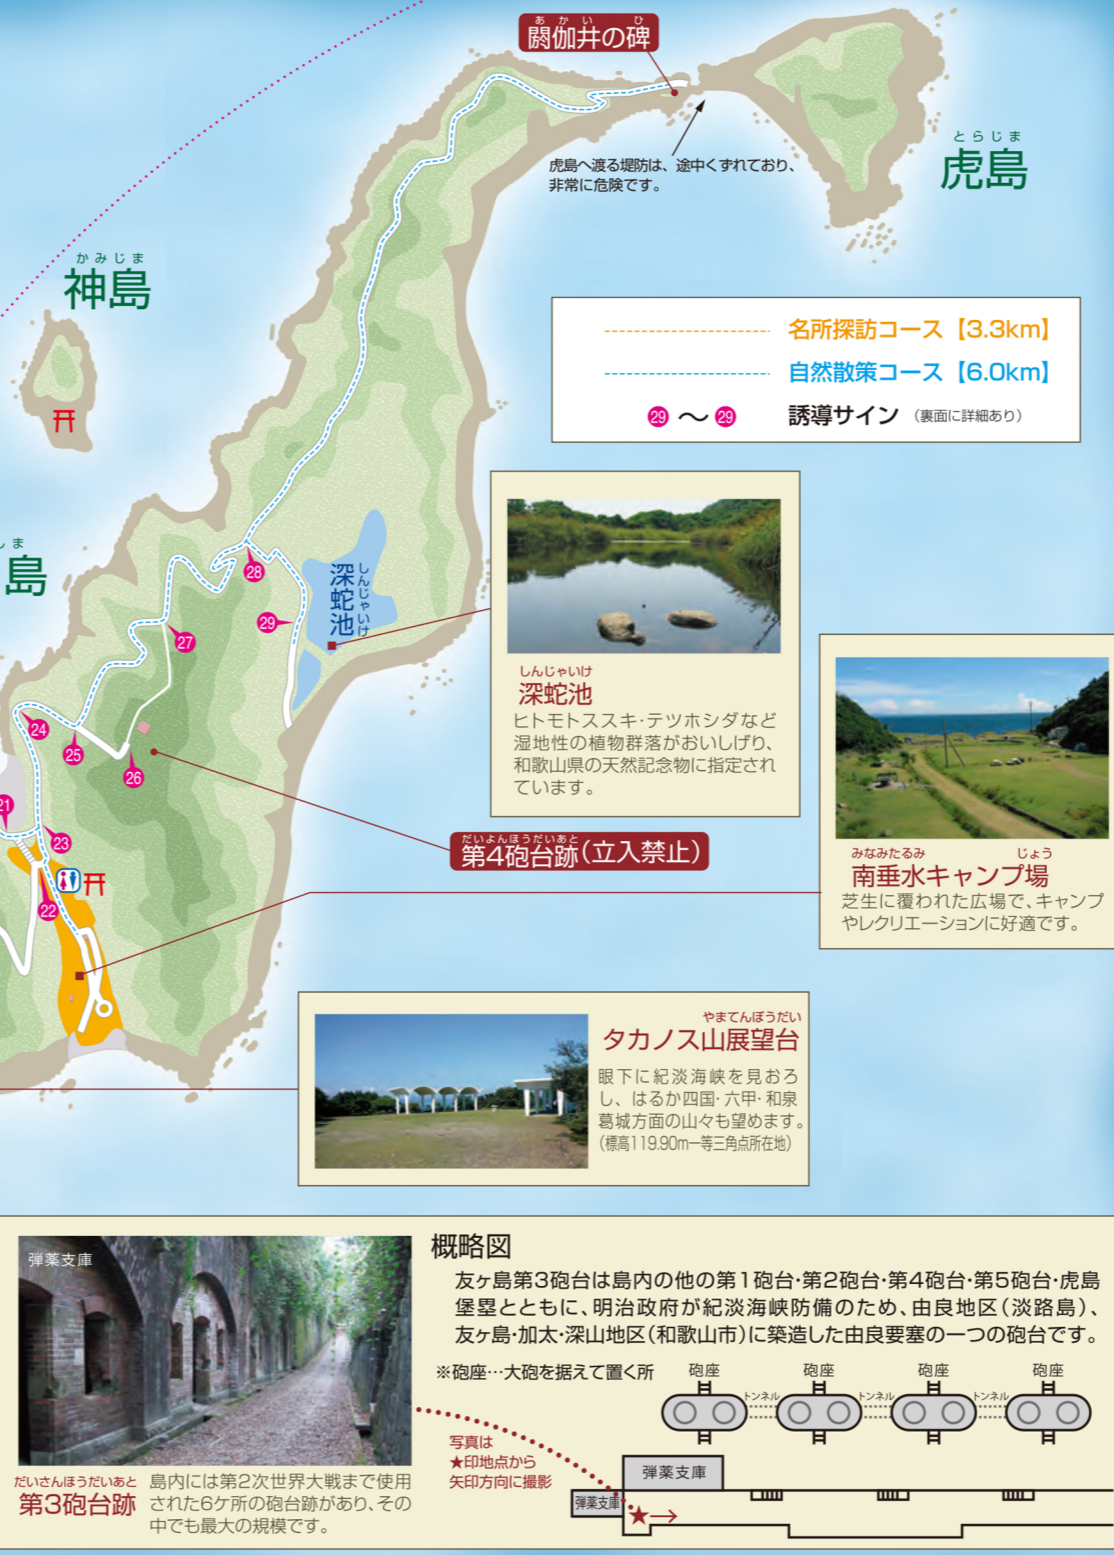 あかい ひ
閼伽井の碑
虎島へ渡る堤防は、途中くずれており、
非常に危険です。
とらじま
虎島
かみじま
神島
名所探訪コース【3.3km】
自然散策コース【6.0km】
29 〜 29 誘導サイン (裏面に詳細あり)
しま
島
28
深蛇池
しんじゃいけ
29
27
24
25
26
21
23
22
しんじゃいけ
深蛇池
ヒトモトススキ・テツホシダなど
湿地性の植物群落がおいしげり、
和歌山県の天然記念物に指定され
ています。
だいよんほうだいあと
第4砲台跡(立入禁止)
みなみたるみ じょう
南垂水キャンプ場
芝生に覆われた広場で、キャンプ
やレクリエーションに好適です。
やまてんぼうだい
タカノス山展望台
眼下に紀淡海峡を見おろ
し、はるか四国・六甲・和泉
葛城方面の山々も望めます。
(標高119.90m一等三角点所在地)
弾薬支庫
だいさんほうだいあと
第3砲台跡
島内には第2次世界大戦まで使用
された6ケ所の砲台跡があり、その
中でも最大の規模です。
概略図
友ヶ島第3砲台は島内の他の第1砲台・第2砲台・第4砲台・第5砲台・虎島
堡塁とともに、明治政府が紀淡海峡防備のため、由良地区(淡路島)、
友ヶ島・加太・深山地区(和歌山市)に築造した由良要塞の一つの砲台です。
※砲座…大砲を据えて置く所
砲座 砲座 砲座 砲座
トンネル トンネル トンネル
写真は
★印地点から
矢印方向に撮影
弾薬支庫
弾薬支庫